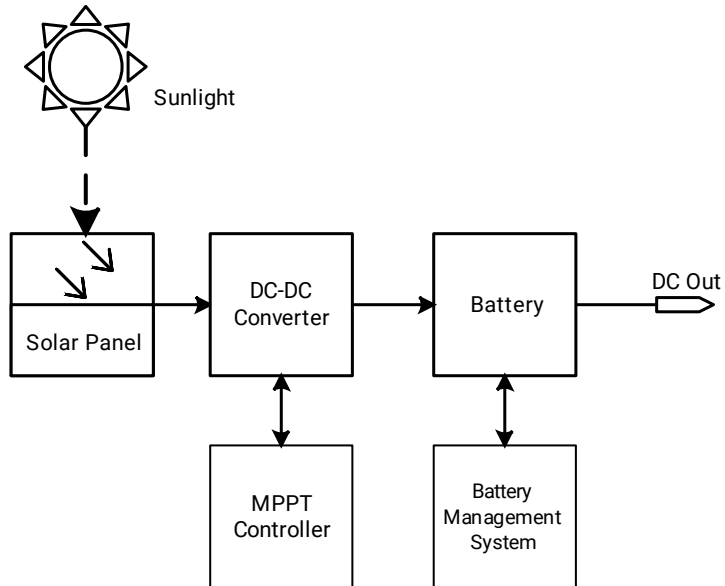 Sunlight
Solar Panel
DC-DC
Converter
Battery
DC Out
MPPT
Controller
Battery
Management
System